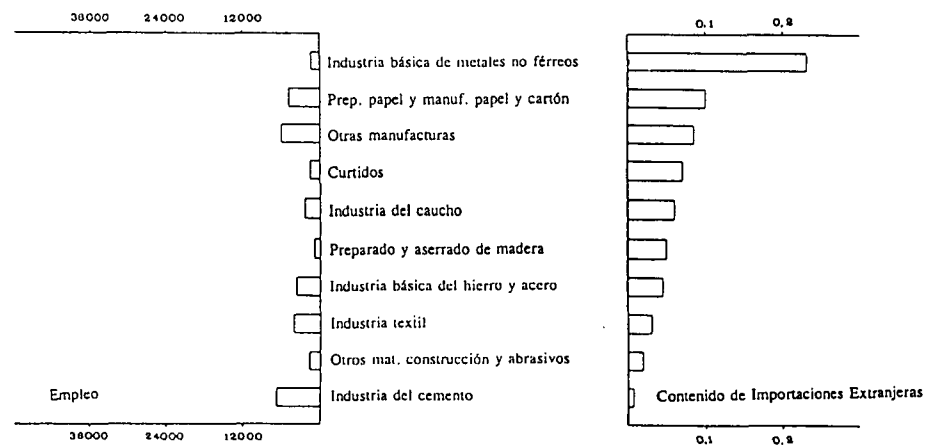 36000 24000 12000 0,1 0,2
Industria básica de metales no férreos
Prep. papel y manuf. papel y cartón
Otras manufacturas
Curtidos
Industria del caucho
Preparado y aserrado de madera
Industria básica del hierro y acero
Industria textil
Otros mat. construcción y abrasivos
Empleo Industria del cemento Contenido de Importaciones Extranjeras
36000 24000 12000 0,1 0,2